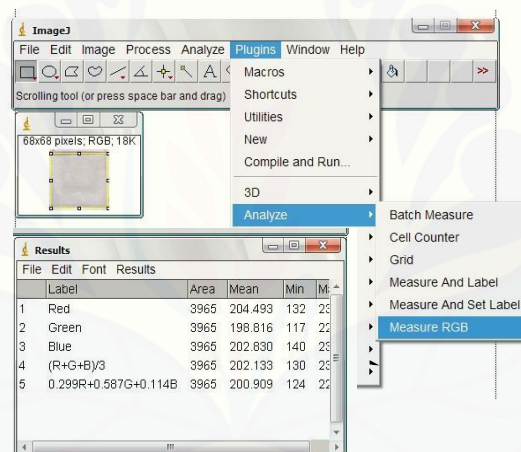 ImageJ
File Edit Image Process Analyze Plugins Window Help
A >>
Scrolling tool (or press space bar and drag)
Macros
Shortcuts
Utilities
New
Compile and Run...
3D
Analyze
Batch Measure
Cell Counter
Grid
Measure And Label
Measure And Set Label
Measure RGB
68x68 pixels; RGB; 18K
Results
File Edit Font Results
Label Area Mean Min
1 Red 3965 204.493 132
2 Green 3965 198.816 117
3 Blue 3965 202.830 140
4 (R+G+B)/3 3965 202.133 130
5 0.299R+0.587G+0.114B 3965 200.909 124